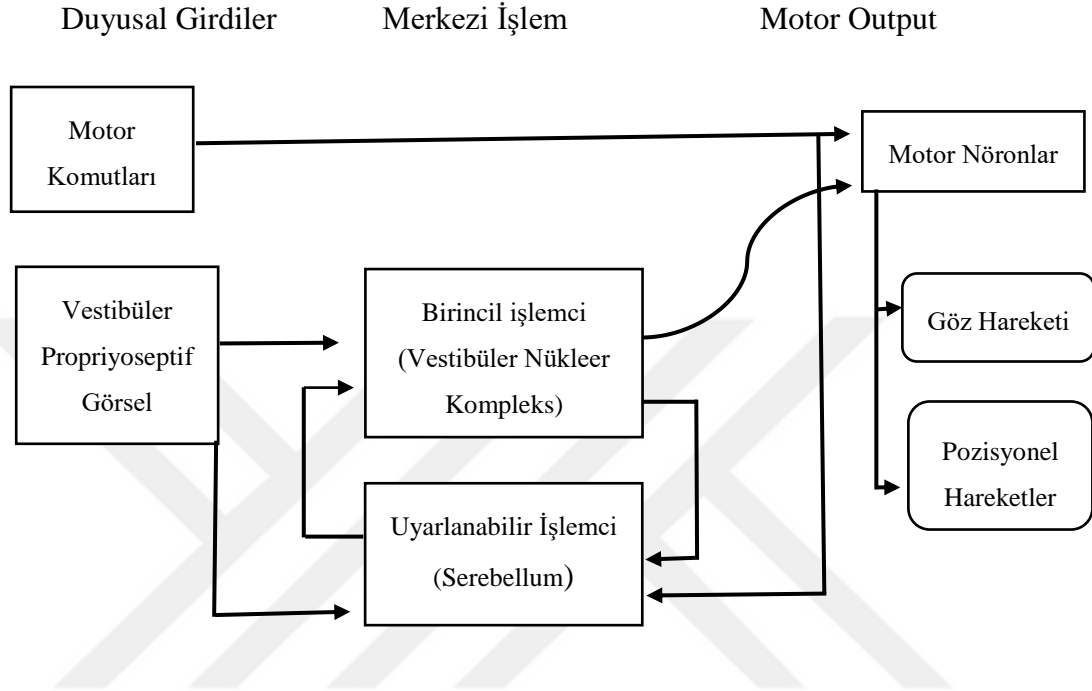 Duyusal Girdiler Merkezi İşlem Motor Output
Motor
Komutları
Motor Nöronlar
Vestibüler
Propriyoseptif
Görsel
Birincil işlemci
(Vestibüler Nükleer
Kompleks)
Göz Hareketi
Pozisyonel
Hareketler
Uyarlanabilir İşlemci
(Serebellum)